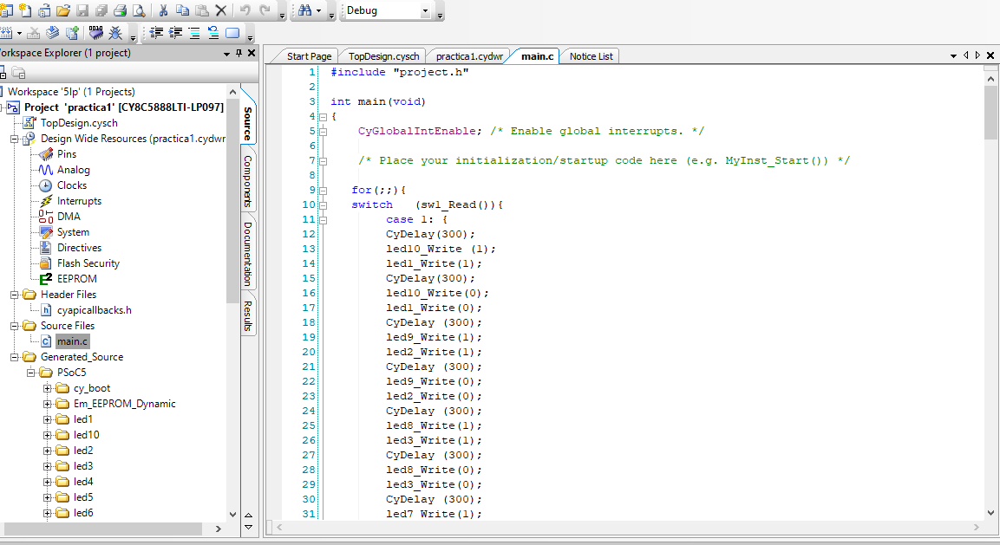 Debug
orkspace Explorer (1 project)
Workspace '5lp' (1 Projects)
Project 'practica1' [CY8C5888LTI-LP097]
TopDesign.cysch
Design Wide Resources (practica1.cydwr
Pins
Analog
Clocks
Interrupts
DMA
System
Directives
Flash Security
EEPROM
Header Files
cyapicallbacks.h
Source Files
main.c
Generated_Source
PSoC5
cy_boot
Em_EEPROM_Dynamic
led1
led10
led2
led3
led4
led5
led6
Source
Components
Documentation
Results
Start Page
TopDesign.cysch
practica1.cydwr
main.c
Notice List
1 #include "project.h"
2
3 int main(void)
4 {
5 CyGlobalIntEnable; /* Enable global interrupts. */
6
7 /* Place your initialization/startup code here (e.g. MyInst_Start()) */
8
9 for(;;){
10 switch (sw1_Read()){
11 case 1: {
12 CyDelay(300);
13 led10_Write (1);
14 led1_Write(1);
15 CyDelay(300);
16 led10_Write(0);
17 led1_Write(0);
18 CyDelay (300);
19 led9_Write(1);
20 led2_Write(1);
21 CyDelay (300);
22 led9_Write(0);
23 led2_Write(0);
24 CyDelay (300);
25 led8_Write(1);
26 led3_Write(1);
27 CyDelay (300);
28 led8_Write(0);
29 led3_Write(0);
30 CyDelay (300);
31 led7_Write(1);